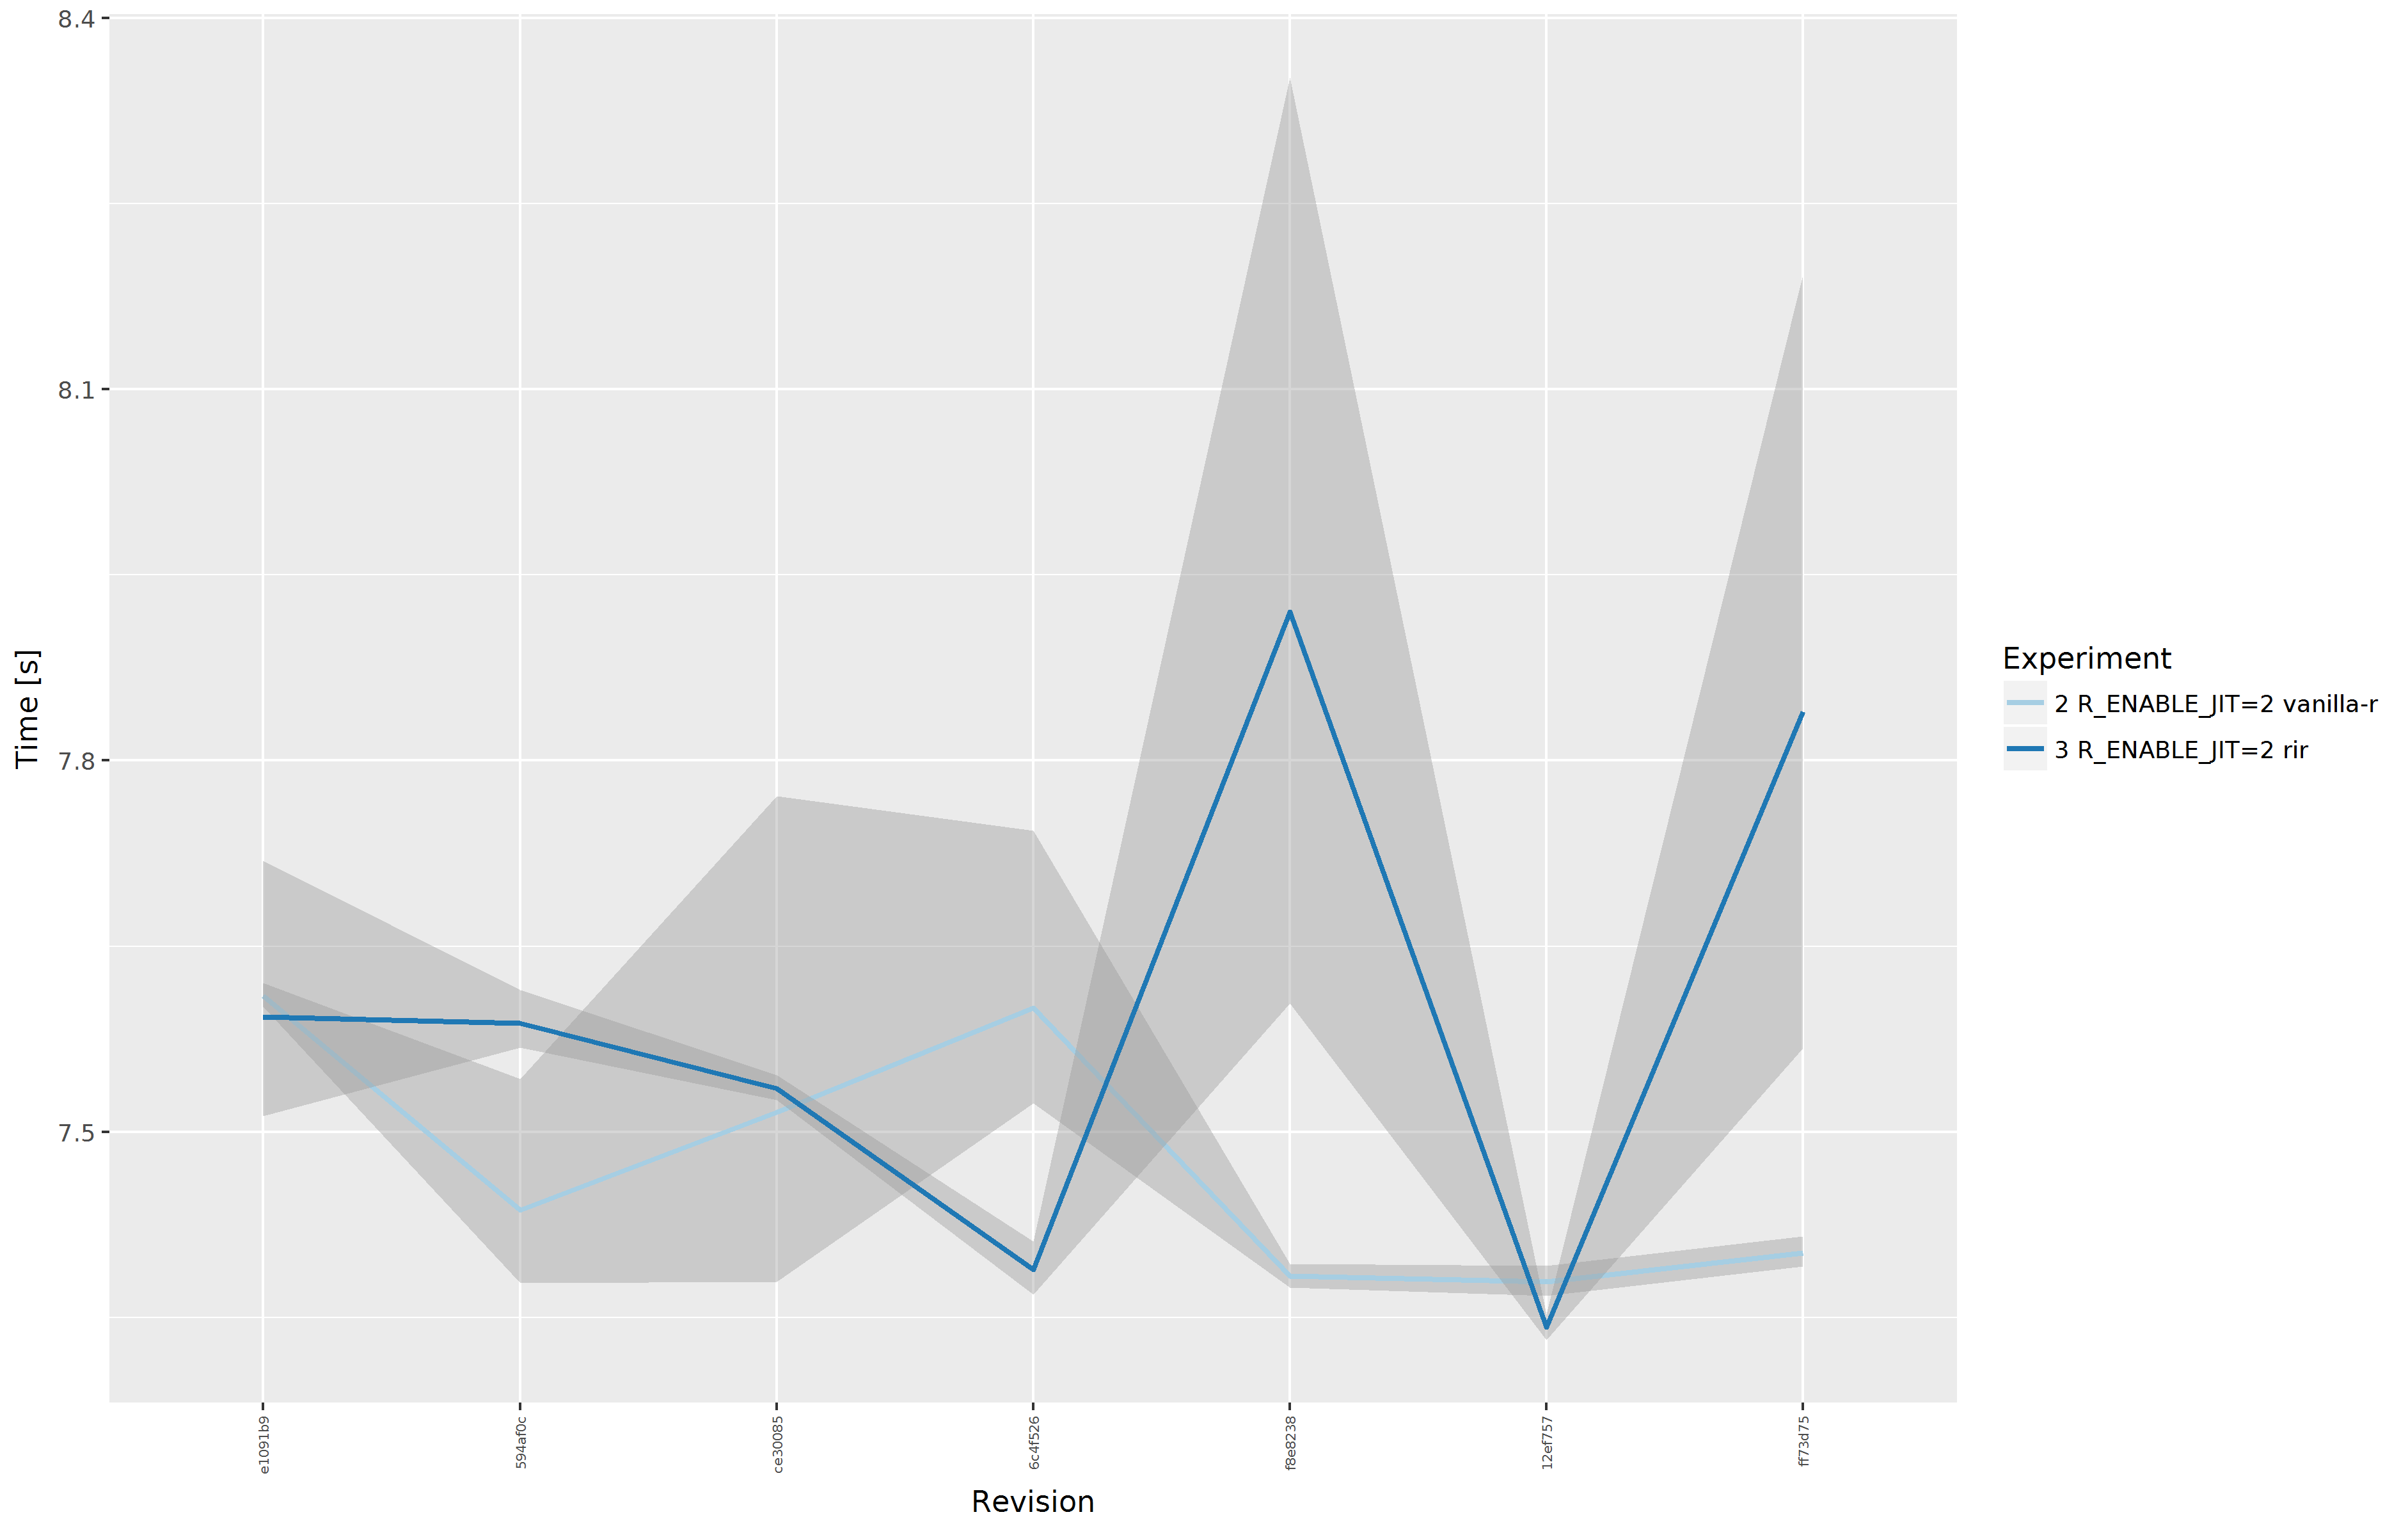 8.4
8.1
7.8
7.5
Time [s]
e1091b9
594af0c
ce30085
6c4f526
f8e8238
12ef757
ff73d75
Revision
Experiment
2 R_ENABLE_JIT=2 vanilla-r
3 R_ENABLE_JIT=2 rir